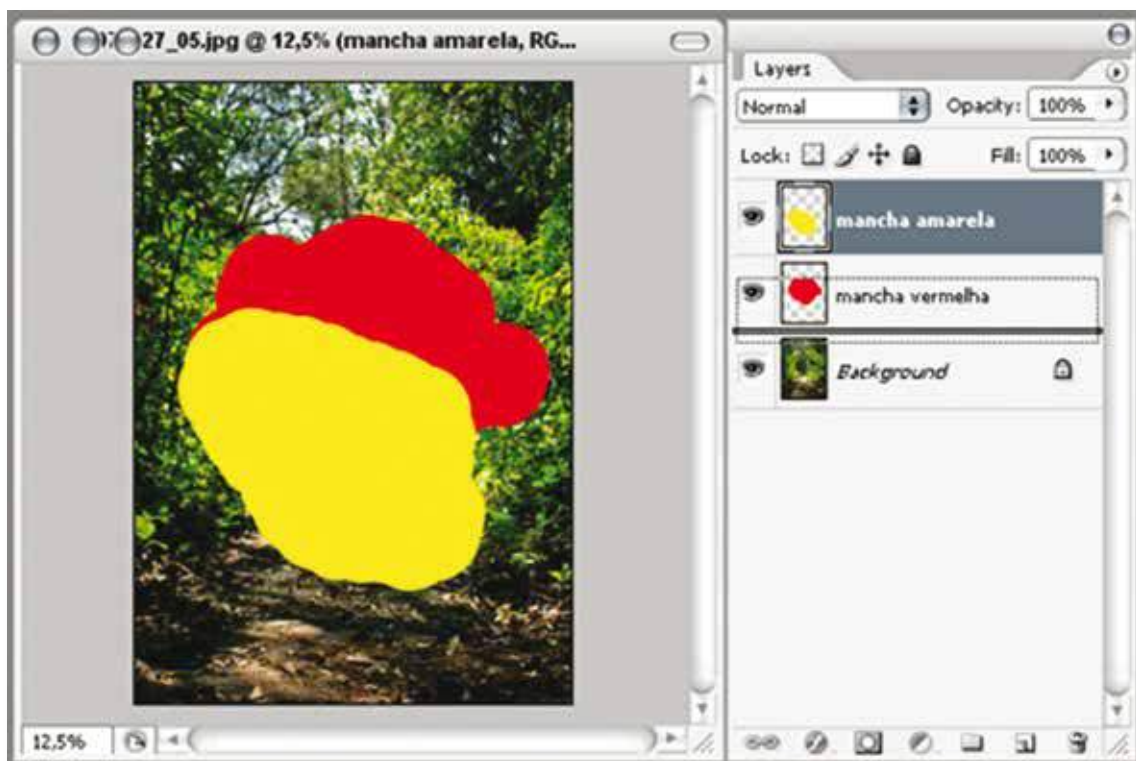 27_05.jpg @ 12,5% (mancha amarela, RG...
Layers
Normal
Opacity: 100%
Lock:
Fill: 100%
mancha amarela
mancha vermelha
Background
12,5%